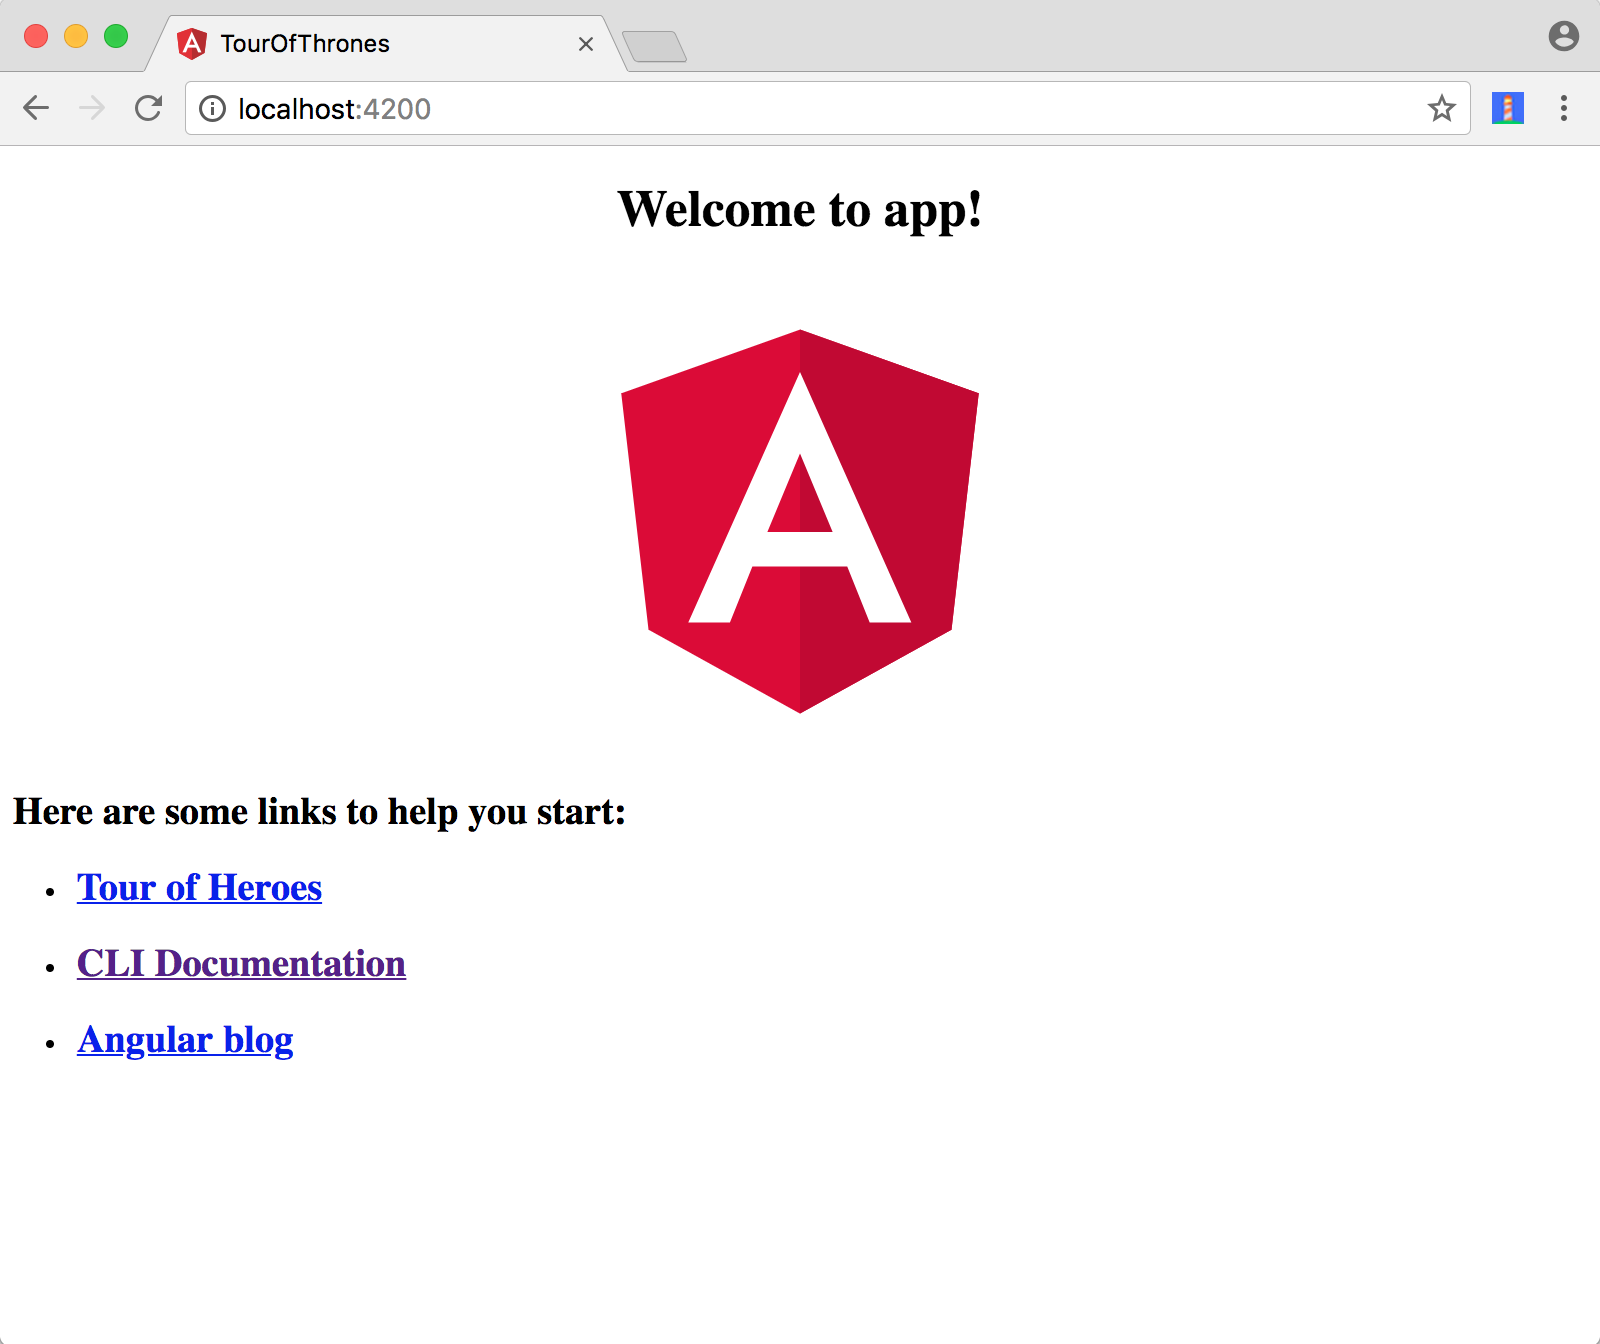 TourOfThrones
localhost:4200
Welcome to app!
A
Here are some links to help you start:
Tour of Heroes
CLI Documentation
Angular blog